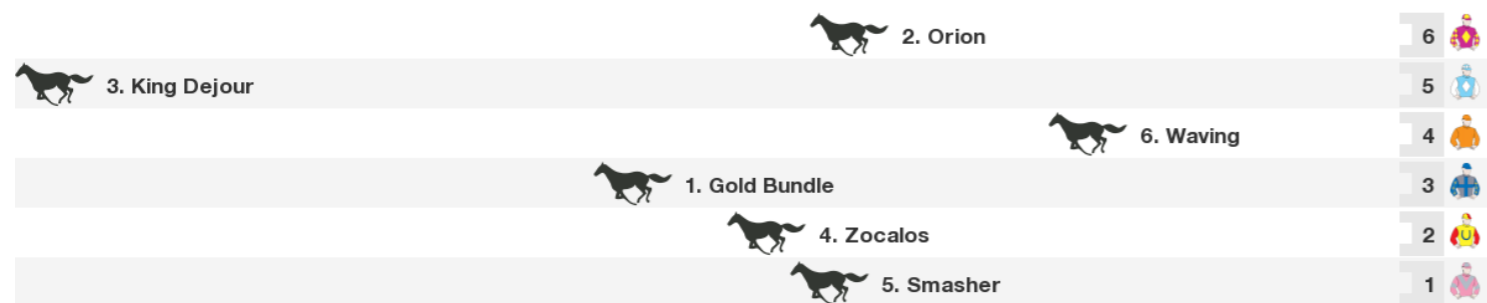 2. Orion 6
3. King Dejour 5
6. Waving 4
1. Gold Bundle 3
4. Zocalos 2
5. Smasher 1